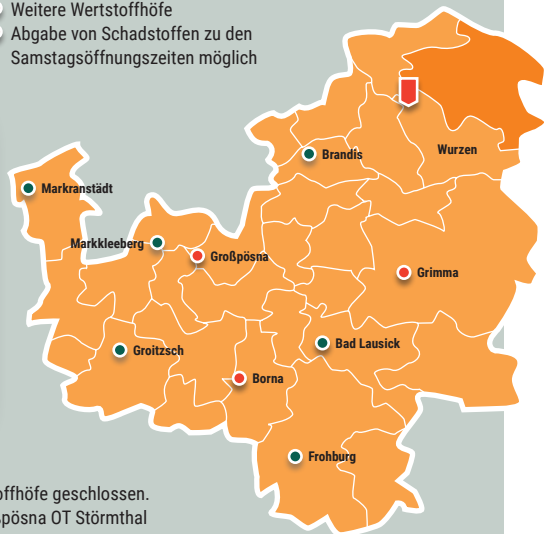 Weitere Wertstoffhöfe
Abgabe von Schadstoffen zu den
Samstagsöffnungszeiten möglich
Brandis
Wurzen
Markranstädt
Markkleeberg
Großpösna
Grimma
Groitzsch
Bad Lausick
Borna
Frohburg
offhöfe geschlossen.
pösna OT Störmthal